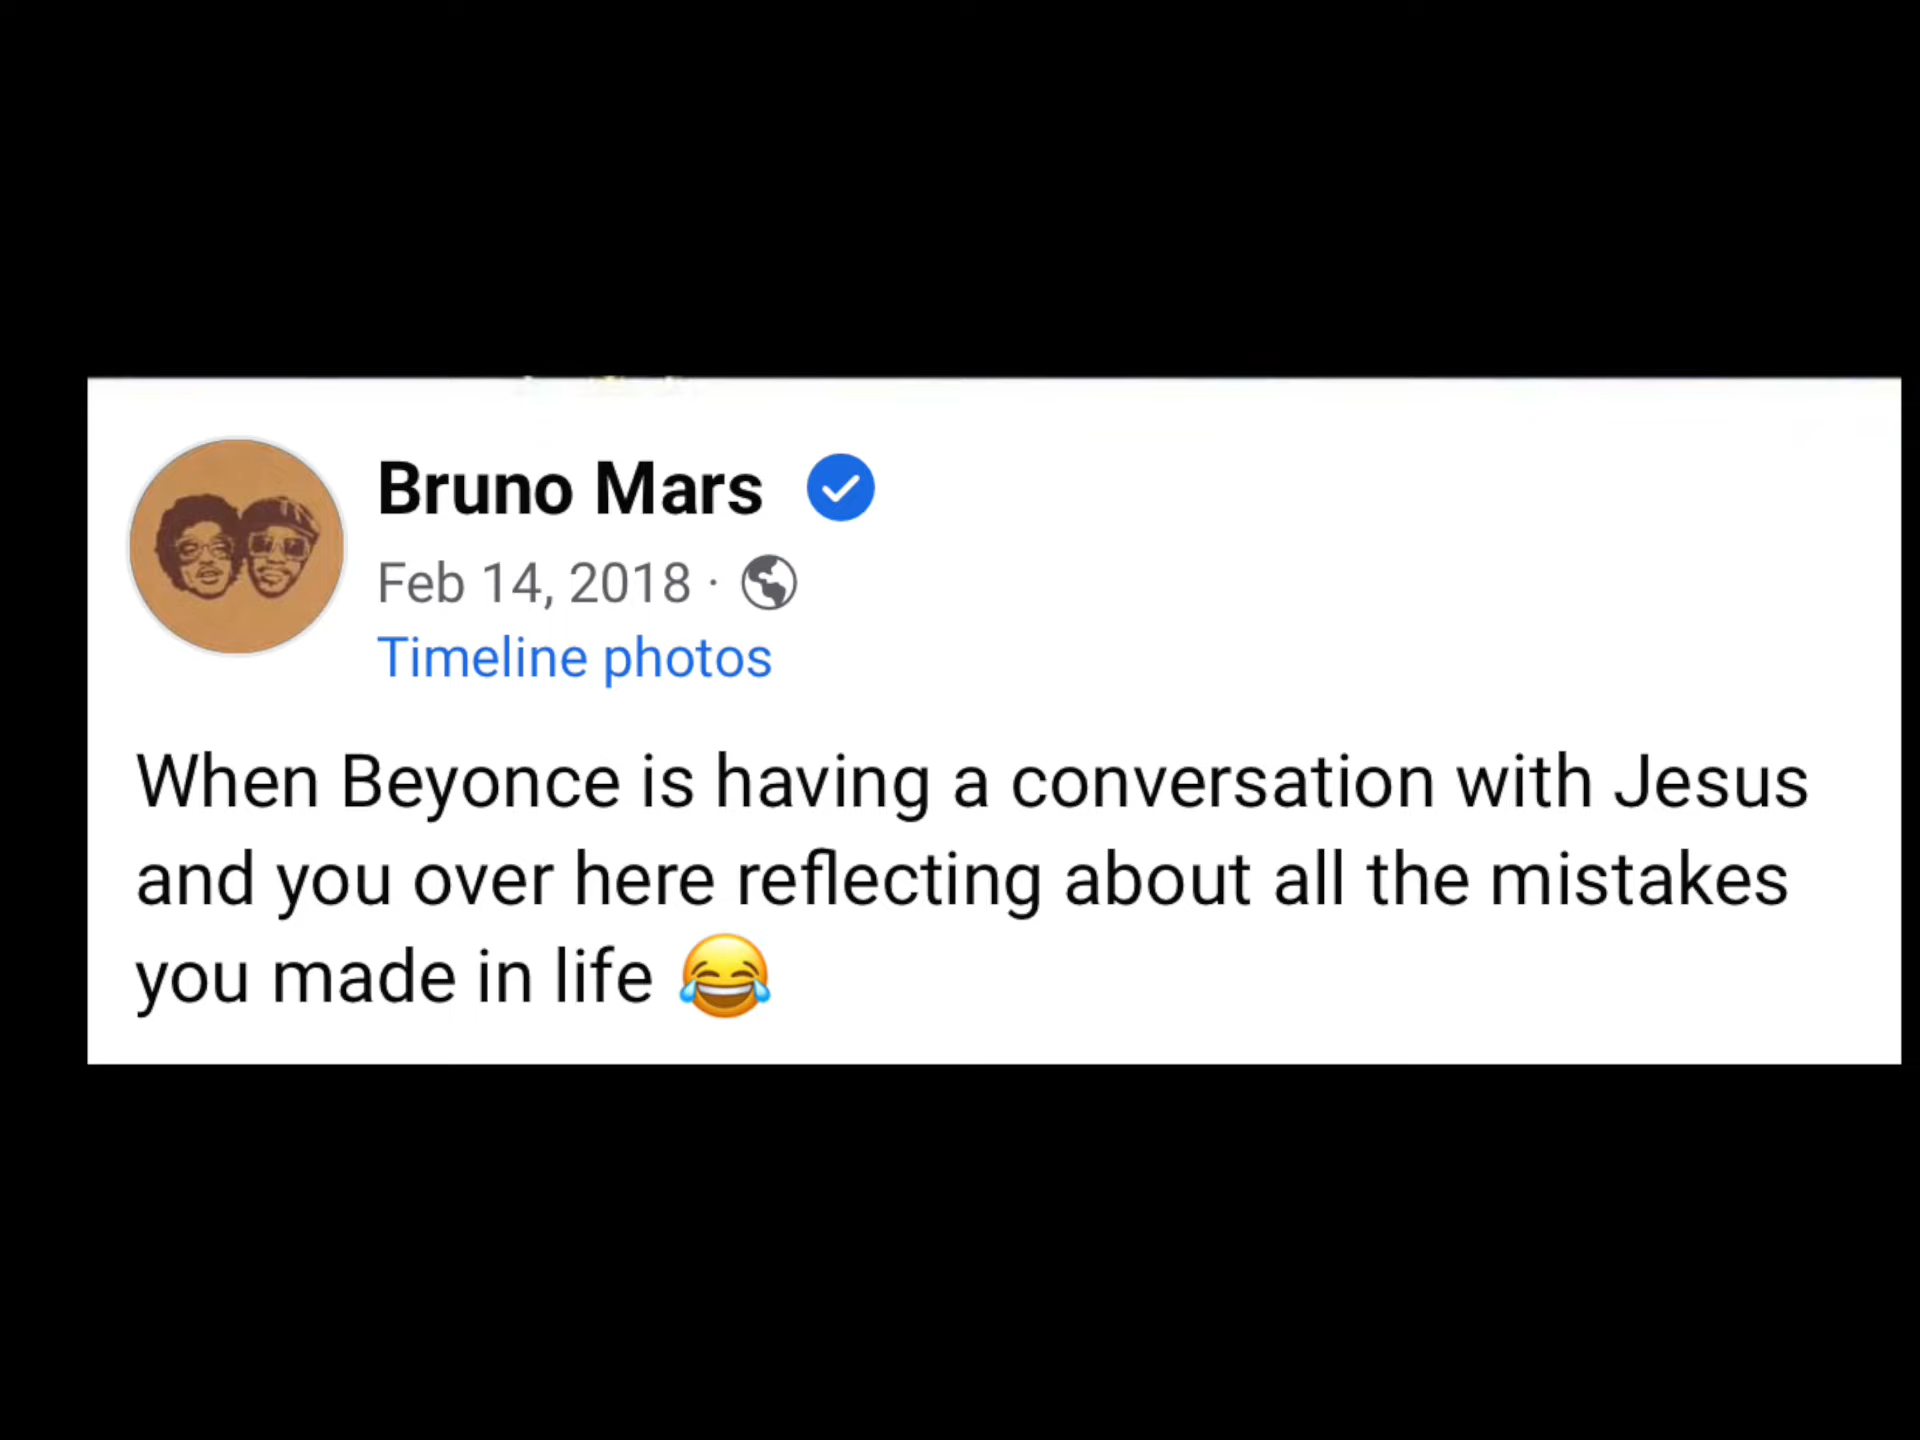 Bruno Mars
Feb 14, 2018 ·
Timeline photos
When Beyonce is having a conversation with Jesus
and you over here reflecting about all the mistakes
you made in life 😂